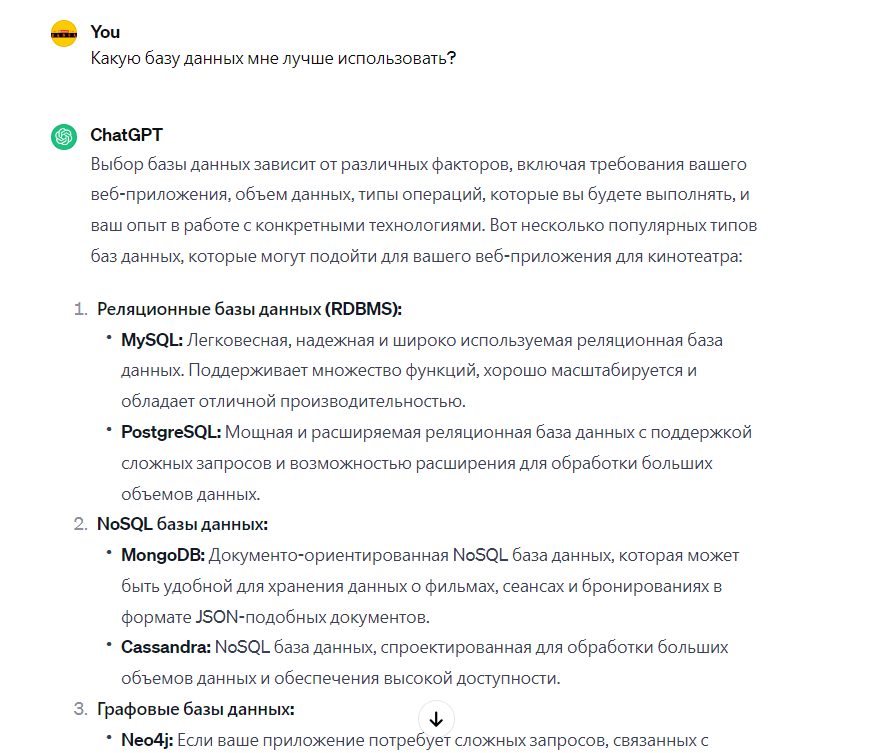 You
Какую базу данных мне лучше использовать?
ChatGPT
Выбор базы данных зависит от различных факторов, включая требования вашего
веб-приложения, объем данных, типы операций, которые вы будете выполнять, и
ваш опыт в работе с конкретными технологиями. Вот несколько популярных типов
баз данных, которые могут подойти для вашего веб-приложения для кинотеатра:
1. Реляционные базы данных (RDBMS):
• MySQL: Легковесная, надежная и широко используемая реляционная база
данных. Поддерживает множество функций, хорошо масштабируется и
обладает отличной производительностью.
• PostgreSQL: Мощная и расширяемая реляционная база данных с поддержкой
сложных запросов и возможностью расширения для обработки больших
объемов данных.
2. NoSQL базы данных:
• MongoDB: Документо-ориентированная NoSQL база данных, которая может
быть удобной для хранения данных о фильмах, сеансах и бронированиях в
формате JSON-подобных документов.
• Cassandra: NoSQL база данных, спроектированная для обработки больших
объемов данных и обеспечения высокой доступности.
3. Графовые базы данных:
• Neo4j: Если ваше приложение потребует сложных запросов, связанных с